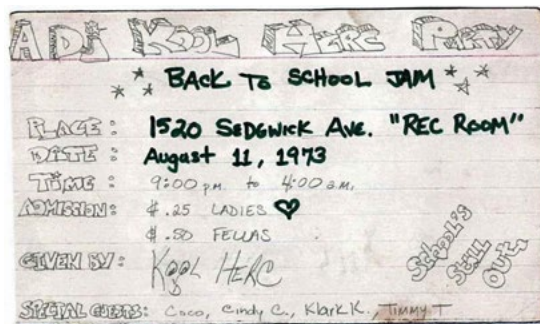 A DJ KOOL HERC PARTY
BACK TO SCHOOL JAM
PLACE: 1520 SEDGWICK AVE. "REC ROOM"
DATE: August 11, 1973
TIME: 9:00 p.m. to 4:00 a.m.
ADMISSION: $.25 LADIES ♥
$.50 FELLAS
GIVEN BY: KOOL HERC
SCHOOL'S
STILL
OUT.
SPECIAL GUESTS: Coco, Cindy C., Klark K., Timmy T